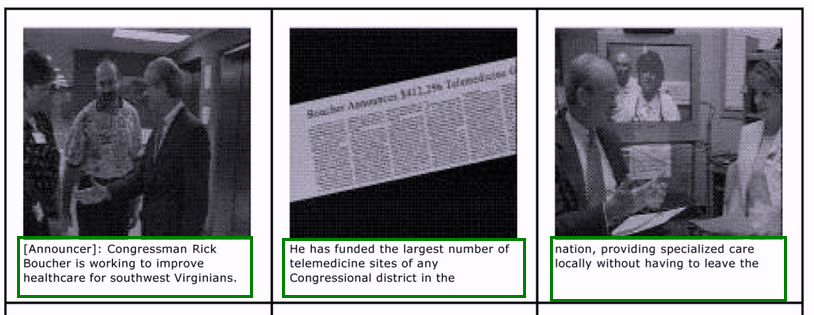 Boucher Announces $412,296 Telemedicine G
[Announcer]: Congressman Rick
Boucher is working to improve
healthcare for southwest Virginians.
He has funded the largest number of
telemedicine sites of any
Congressional district in the
nation, providing specialized care
locally without having to leave the